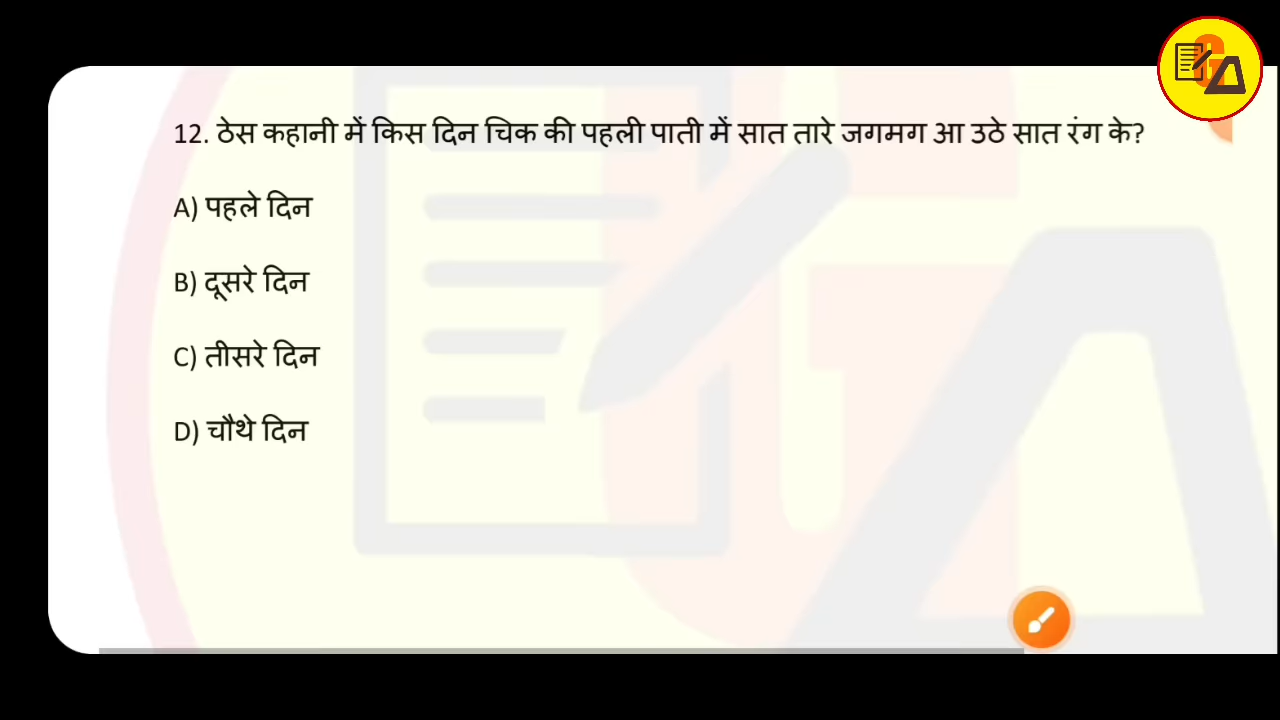 12. ठेस कहानी में किस दिन चिक की पहली पाती में सात तारे जगमग आ उठे सात रंग के?
A) पहले दिन
B) दूसरे दिन
C) तीसरे दिन
D) चौथे दिन